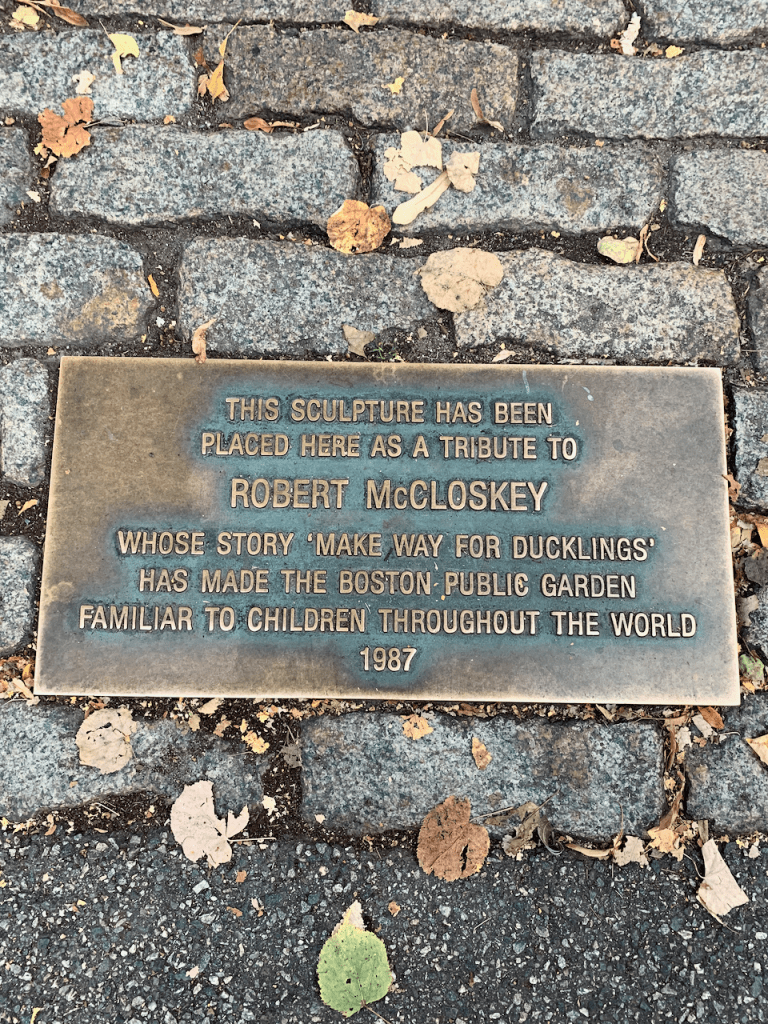 THIS SCULPTURE HAS BEEN
PLACED HERE AS A TRIBUTE TO
ROBERT McCLOSKEY
WHOSE STORY 'MAKE WAY FOR DUCKLINGS'
HAS MADE THE BOSTON PUBLIC GARDEN
FAMILIAR TO CHILDREN THROUGHOUT THE WORLD
1987